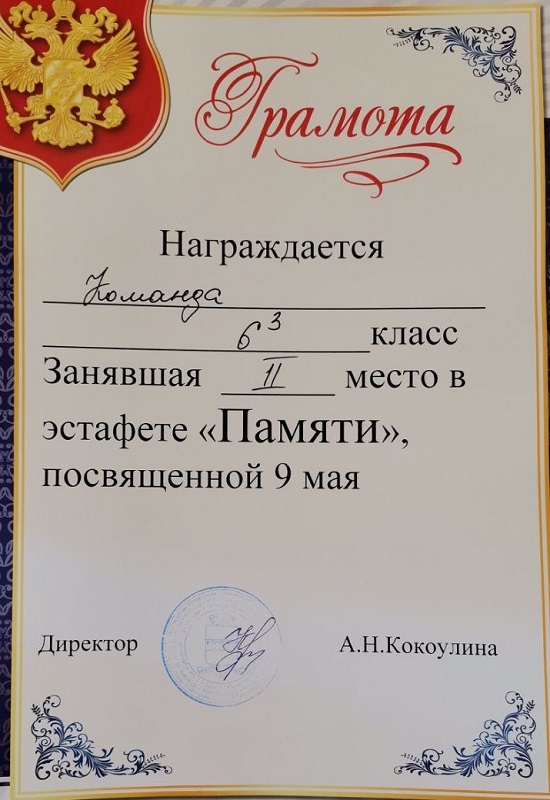 Грамота
Награждается
Команда
6³ класс
Занявшая II место в
эстафете «Памяти»,
посвященной 9 мая
Директор А.Н.Кокоулина